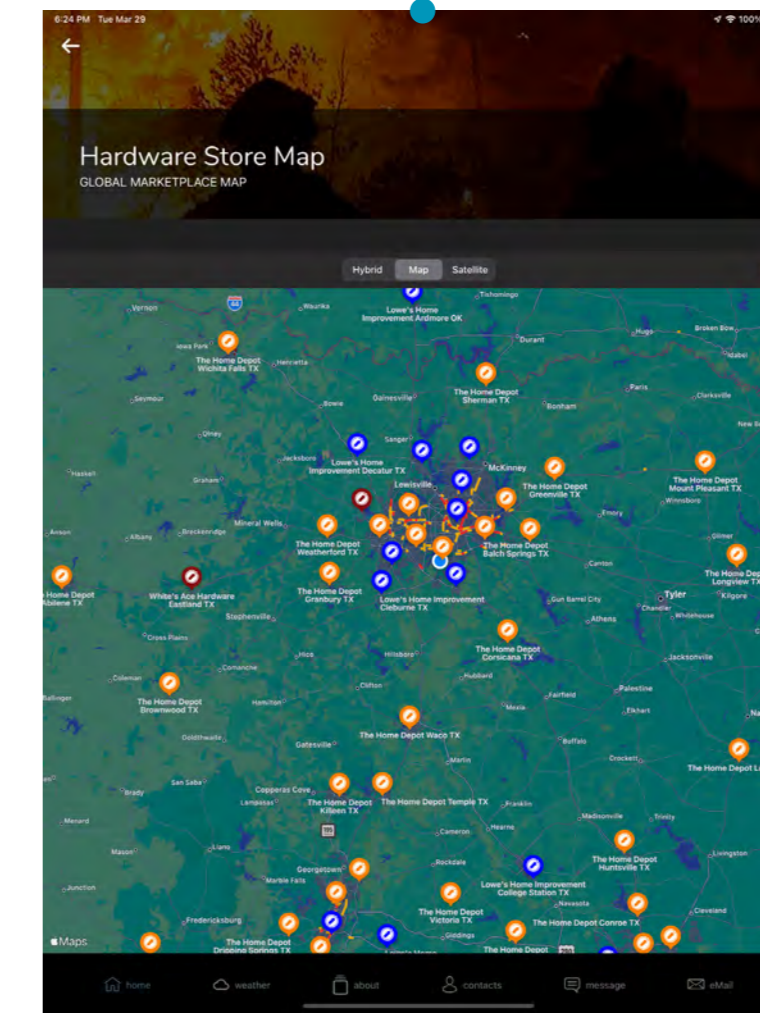 6:24 PM Tue Mar 29
100%
Hardware Store Map
GLOBAL MARKETPLACE MAP
Hybrid Map Satellite
Tishomingo
Vernon
44
Waurika
Lowe's Home
Improvement Ardmore OK
Durant
Hugo
Broken Bow
Idabel
Iowa Park
The Home Depot
Wichita Falls TX
Henrietta
The Home Depot
Sherman TX
Paris
Clarksville
Seymour
Bowie
Gainesville
Bonham
Olney
Sanger
Jacksboro
Lowe's Home
Improvement Decatur TX
McKinney
Haskell
Graham
Lewisville
The Home Depot
Greenville TX
The Home Depot
Mount Pleasant TX
Winnsboro
Emory
Mineral Wells
Anson
Albany
Breckenridge
The Home Depot
Weatherford TX
The Home Depot
Balch Springs TX
Gilmer
Canton
The Home Dep
Longview TX
Home Depot
Abilene TX
White's Ace Hardware
Eastland TX
The Home Depot
Granbury TX
Lowe's Home Improvement
Cleburne TX
Gun Barrel City
Tyler
Kilgore
Chandler
Whitehouse
Stephenville
Athens
Cross Plains
Hico
Hillsboro
The Home Depot
Corsicana TX
Jacksonville
Coleman
Comanche
Clifton
Hubbard
Ballinger
The Home Depot
Brownwood TX
Hamilton
Mexia
Fairfield
Palestine
Elkhart
Goldthwaite
Gatesville
The Home Depot Waco TX
Buffalo
Crockett
Marlin
The Home Depot L
Brady
San Saba
Copperas Cove
Lampasas
The Home Depot
Killeen TX
The Home Depot Temple TX
Franklin
Menard
Madisonville
Trinity
195
Cameron
Hearne
Mason
Llano
The Home Depot
Huntsville TX
Livingston
Georgetown
Rockdale
Junction
Marble Falls
Lowe's Home Improvement
College Station TX
Navasota
The Home Depot
Victoria TX
The Home Depot Conroe TX
Cleveland
Fredericksburg
Giddings
Maps
The Home Depot
Dripping Springs TX
The Home Depot
home weather about contacts message eMail